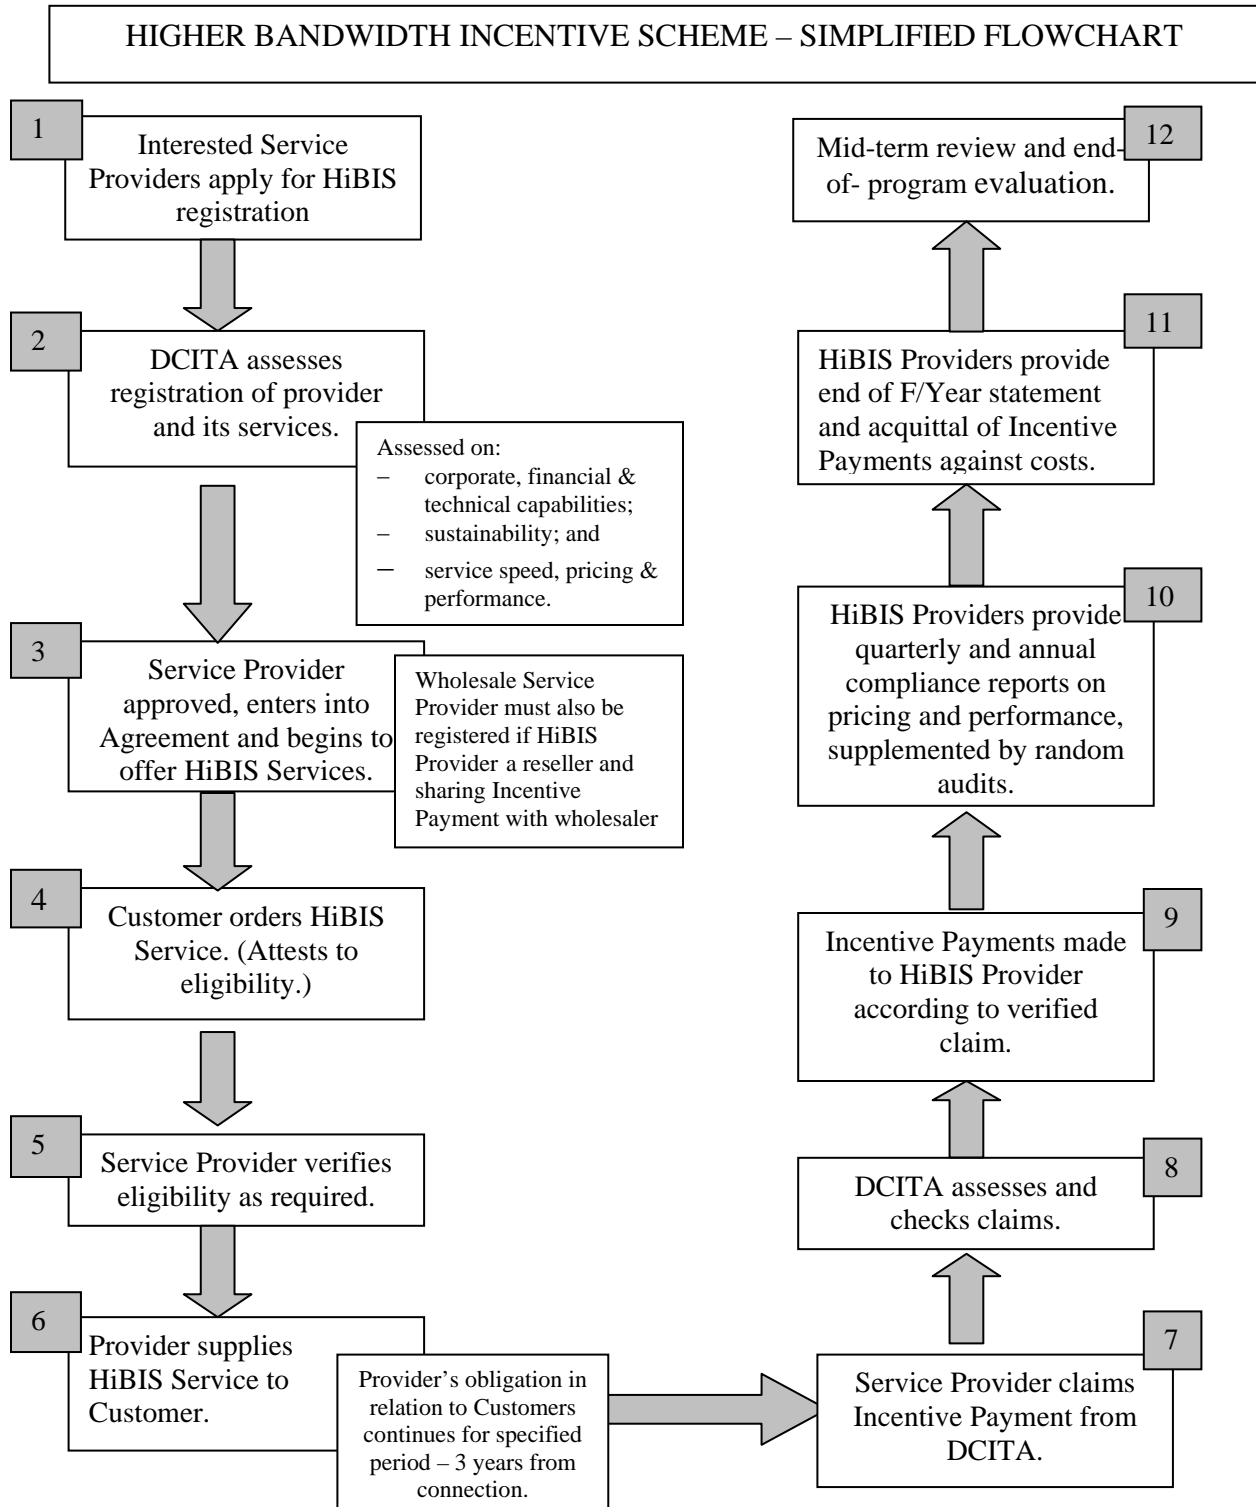 HIGHER BANDWIDTH INCENTIVE SCHEME – SIMPLIFIED FLOWCHART
1
Interested Service
Providers apply for HiBIS
registration
2
DCITA assesses
registration of provider
and its services.
Assessed on:
– corporate, financial &
technical capabilities;
– sustainability; and
– service speed, pricing &
performance.
3
Service Provider
approved, enters into
Agreement and begins to
offer HiBIS Services.
Wholesale Service
Provider must also be
registered if HiBIS
Provider a reseller and
sharing Incentive
Payment with wholesaler
4
Customer orders HiBIS
Service. (Attests to
eligibility.)
5
Service Provider verifies
eligibility as required.
6
Provider supplies
HiBIS Service to
Customer.
Provider’s obligation in
relation to Customers
continues for specified
period – 3 years from
connection.
7
Service Provider claims
Incentive Payment from
DCITA.
8
DCITA assesses and
checks claims.
9
Incentive Payments made
to HiBIS Provider
according to verified
claim.
10
HiBIS Providers provide
quarterly and annual
compliance reports on
pricing and performance,
supplemented by random
audits.
11
HiBIS Providers provide
end of F/Year statement
and acquittal of Incentive
Payments against costs.
12
Mid-term review and end-
of- program evaluation.